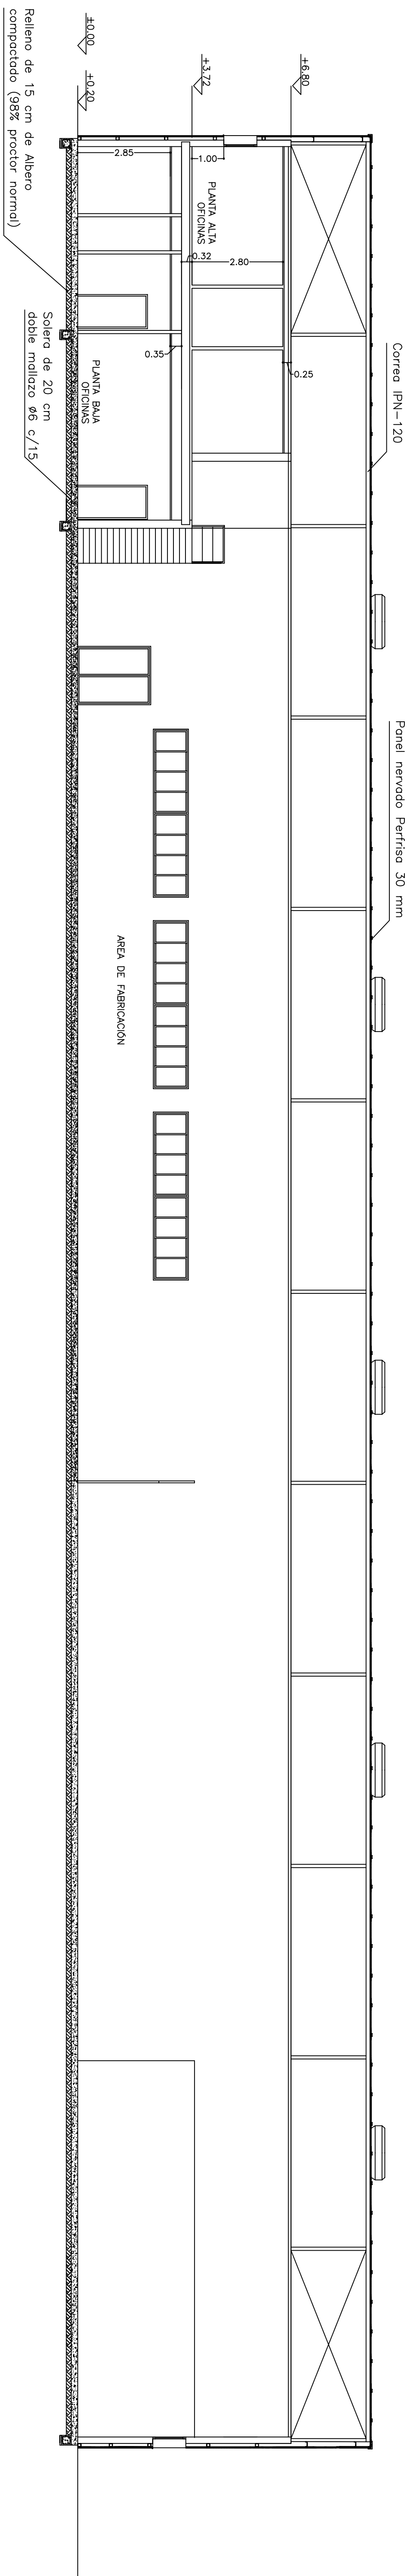 Correa IPN-120
Panel nervado Perfrisa 30 mm
+6.80
+3.72
±0.00
+0.20
0.25
2.80
PLANTA ALTA
OFICINAS
1.00
0.32
0.35
2.85
PLANTA BAJA
OFICINAS
AREA DE FABRICACIÓN
Solera de 20 cm
doble mallazo ø6 c/15
Relleno de 15 cm de Albero
compactado (98% proctor normal)